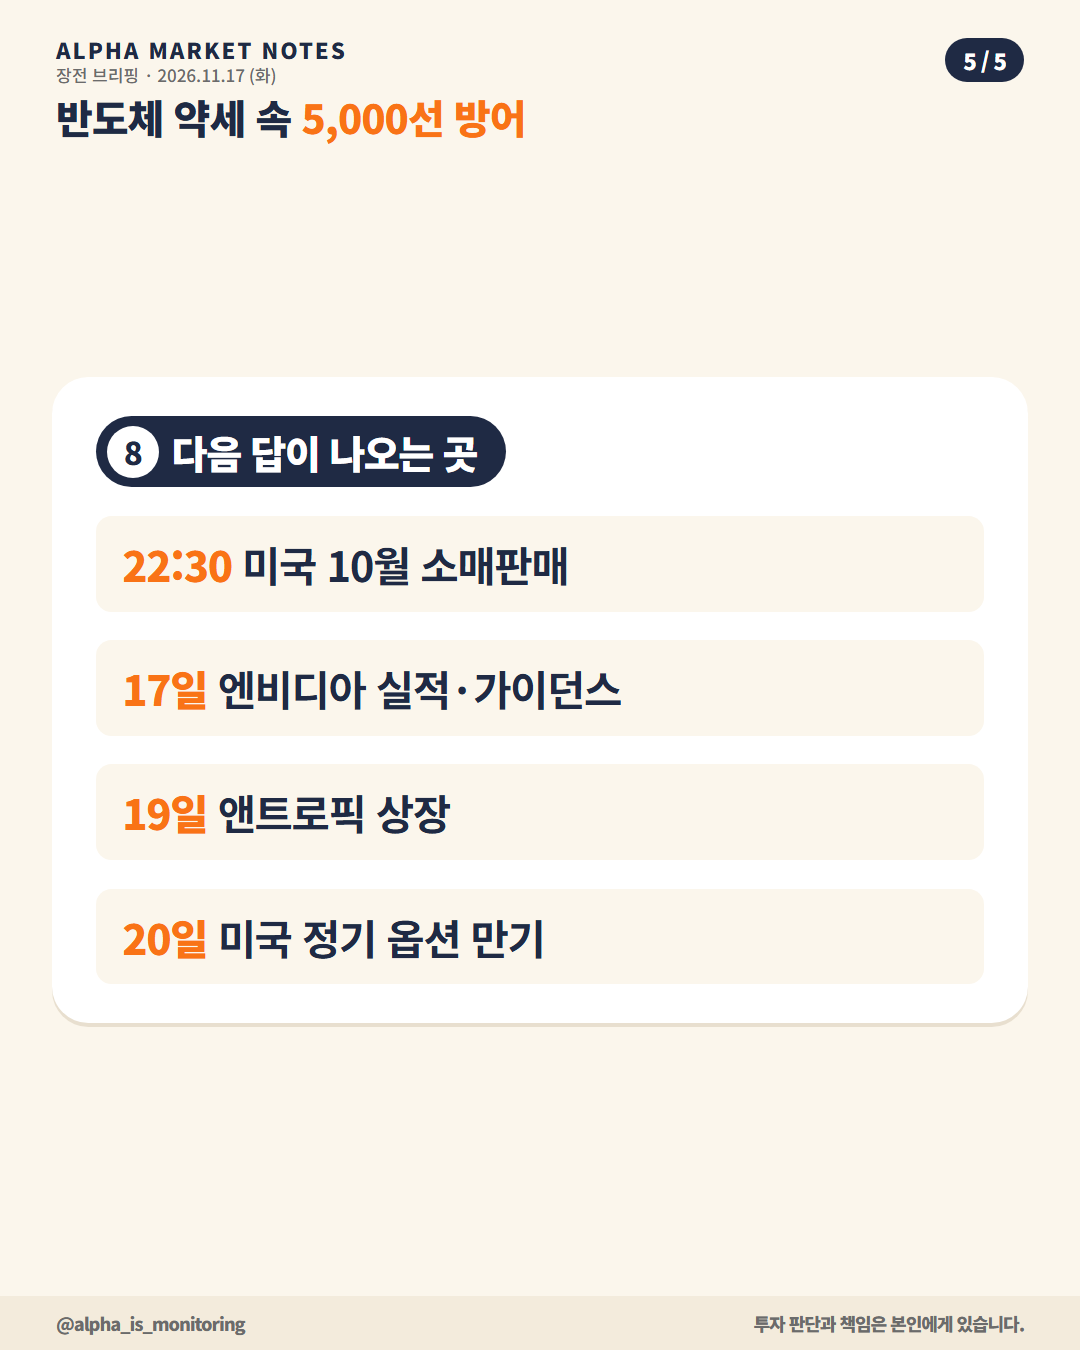 ALPHA MARKET NOTES
장전 브리핑 · 2026.11.17 (화)
반도체 약세 속 5,000선 방어
5 / 5
8 다음 답이 나오는 곳
22:30 미국 10월 소매판매
17일 엔비디아 실적·가이던스
19일 앤트로픽 상장
20일 미국 정기 옵션 만기
@alpha_is_monitoring
투자 판단과 책임은 본인에게 있습니다.